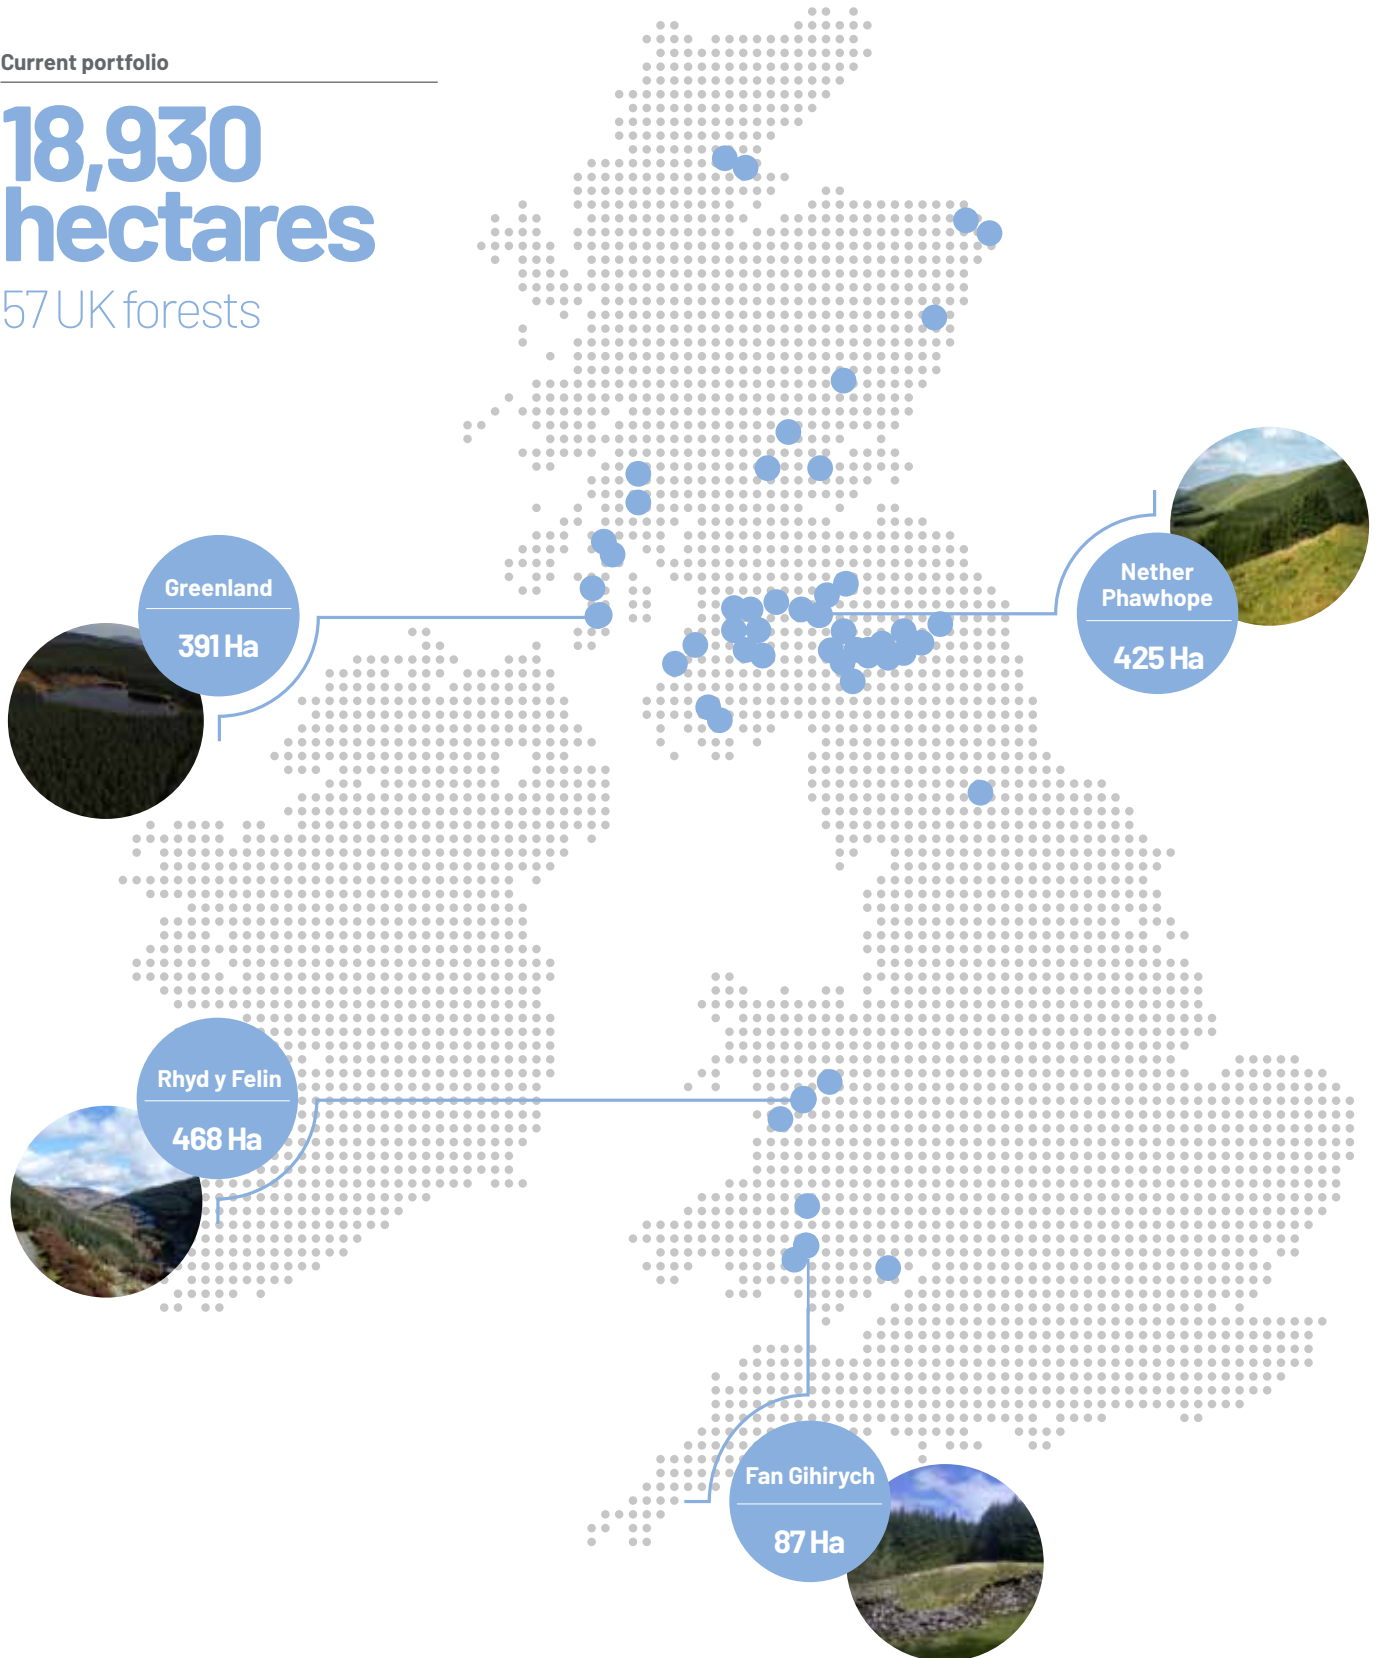 Current portfolio
18,930
hectares
57 UK forests
Greenland
391 Ha
Nether
Phawhope
425 Ha
Rhyd y Felin
468 Ha
Fan Gihirych
87 Ha